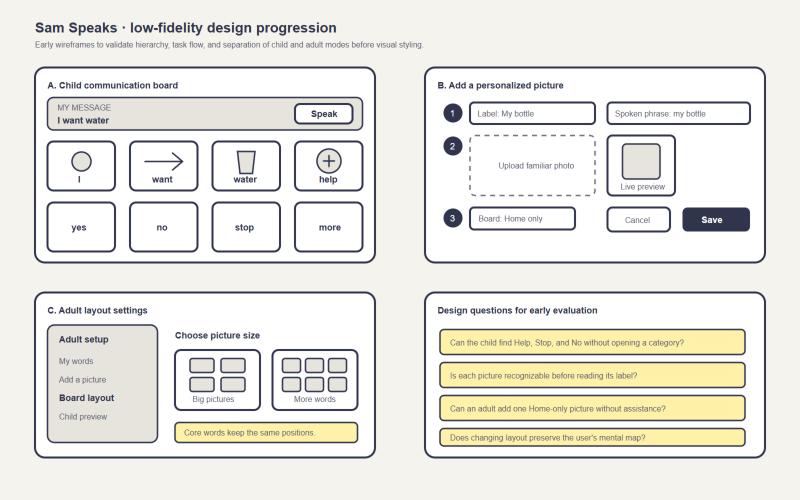 Sam Speaks · low-fidelity design progression
Early wireframes to validate hierarchy, task flow, and separation of child and adult modes before visual styling.
A. Child communication board
MY MESSAGE
I want water
Speak
I
want
water
help
yes
no
stop
more
B. Add a personalized picture
1
Label: My bottle
Spoken phrase: my bottle
2
Upload familiar photo
Live preview
3
Board: Home only
Cancel
Save
C. Adult layout settings
Adult setup
My words
Add a picture
Board layout
Child preview
Choose picture size
Big pictures
More words
Core words keep the same positions.
Design questions for early evaluation
Can the child find Help, Stop, and No without opening a category?
Is each picture recognizable before reading its label?
Can an adult add one Home-only picture without assistance?
Does changing layout preserve the user's mental map?